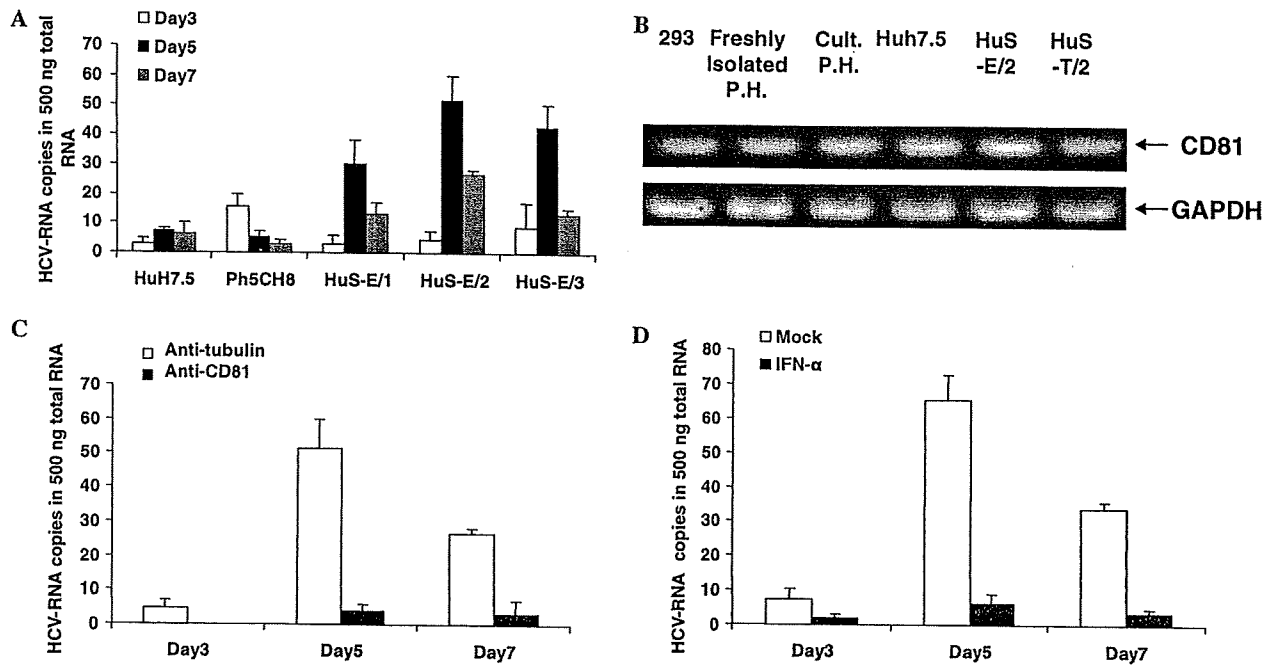 A
Day3
Day5
Day7
HCV-RNA copies in 500 ng total
RNA
70
60
50
40
30
20
10
0
HuH7.5
Ph5CH8
HuS-E/1
HuS-E/2
HuS-E/3
B
293
Freshly
Isolated
P.H.
Cult.
P.H.
Huh7.5
HuS
-E/2
HuS
-T/2
CD81
GAPDH
C
Anti-tubulin
Anti-CD81
HCV-RNA copies in 500 ng total RNA
70
60
50
40
30
20
10
0
Day3
Day5
Day7
D
Mock
IFN-α
HCV-RNA copies in 500 ng total RNA
80
70
60
50
40
30
20
10
0
Day3
Day5
Day7